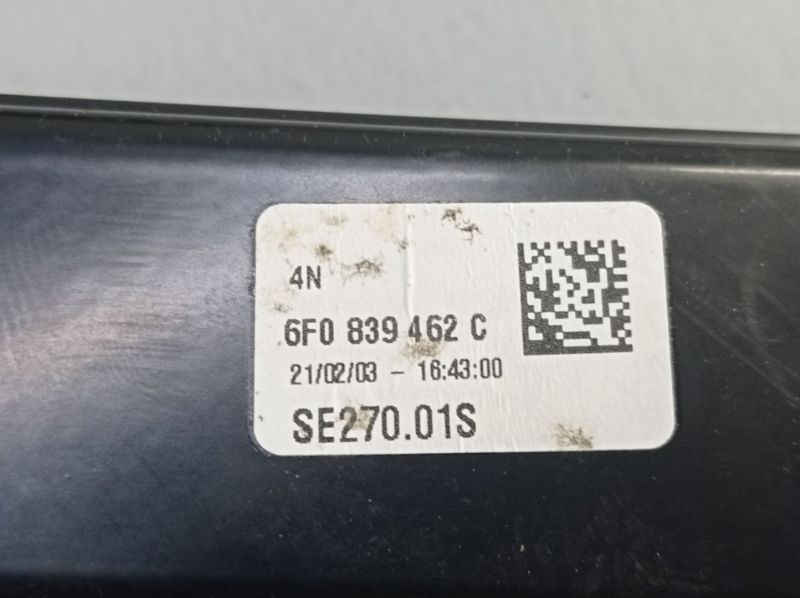 4N
6F0 839 462 C
21/02/03 - 16:43:00
SE270.01S